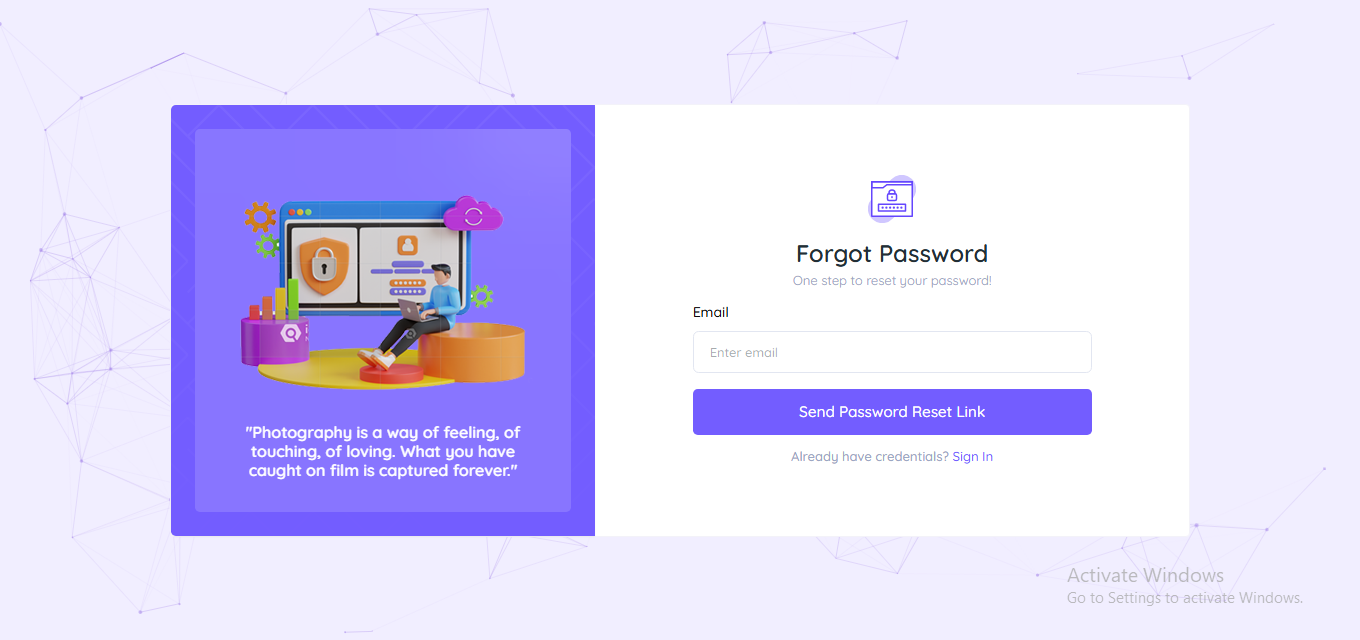 "Photography is a way of feeling, of
touching, of loving. What you have
caught on film is captured forever."
Forgot Password
One step to reset your password!
Email
Enter email
Send Password Reset Link
Already have credentials? Sign In
Activate Windows
Go to Settings to activate Windows.